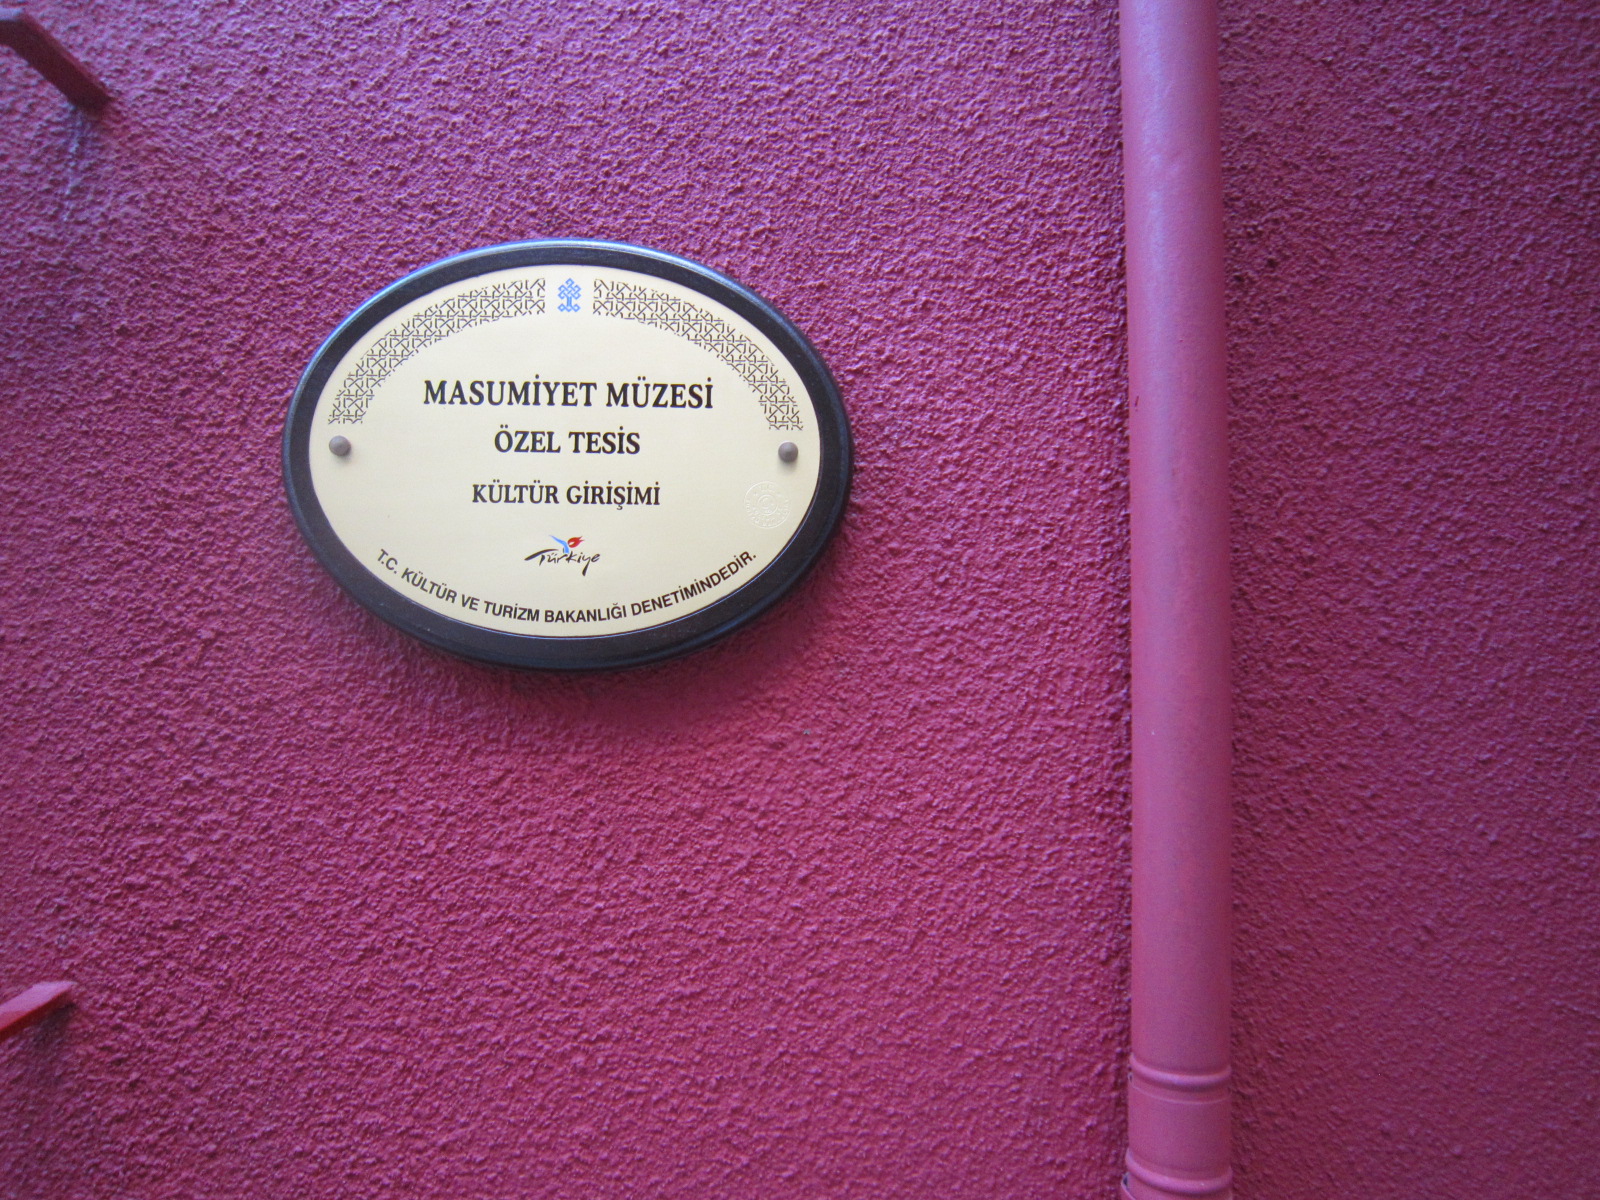 MASUMİYET MÜZESİ
ÖZEL TESİS
KÜLTÜR GİRİŞİMİ
Türkiye
T.C. KÜLTÜR VE TURİZM BAKANLIĞI DENETİMİNDEDİR.